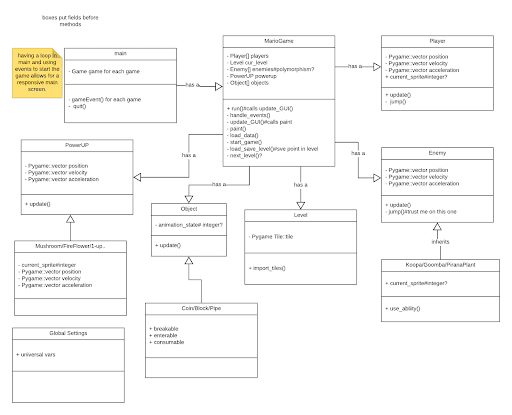 boxes put fields before
methods
having a loop in
main and using
events to start the
game allows for a
responsive main
screen.
main
- Game game for each game
- gameEvent() for each game
- quit()
has a
MarioGame
- Player[] players
- Level cur_level
- Enemy[] enemies#polymorphism?
- PowerUP powerup
- Object[] objects
+ run()#calls update_GUI()
- handle_events()
- update_GUI()#calls paint
- paint()
- load_data()
- start_game()
- load_save_level()#sve point in level
- next_level()?
has a
Player
- Pygame::vector position
- Pygame::vector velocity
- Pygame::vector acceleration
+ current_sprite#integer?
+ update()
- jump()
PowerUP
- Pygame::vector position
- Pygame::vector velocity
- Pygame::vector acceleration
+ update()
has a
has a
has a
has a
Enemy
- Pygame::vector position
- Pygame::vector velocity
- Pygame::vector acceleration
+ update()
- jump()#trust me on this one
Object
- animation_state# integer?
+ update()
Level
- Pygame Tile: tile
+ import_tiles()
inherits
Mushroom/FireFlower/1-up..
- current_sprite#integer
- Pygame::vector position
- Pygame::vector velocity
- Pygame::vector acceleration
Koopa/Goomba/PiranaPlant
+ current_sprite#integer?
+ use_ability()
Coin/Block/Pipe
+ breakable
+ enterable
+ consumable
Global Settings
+ universal vars